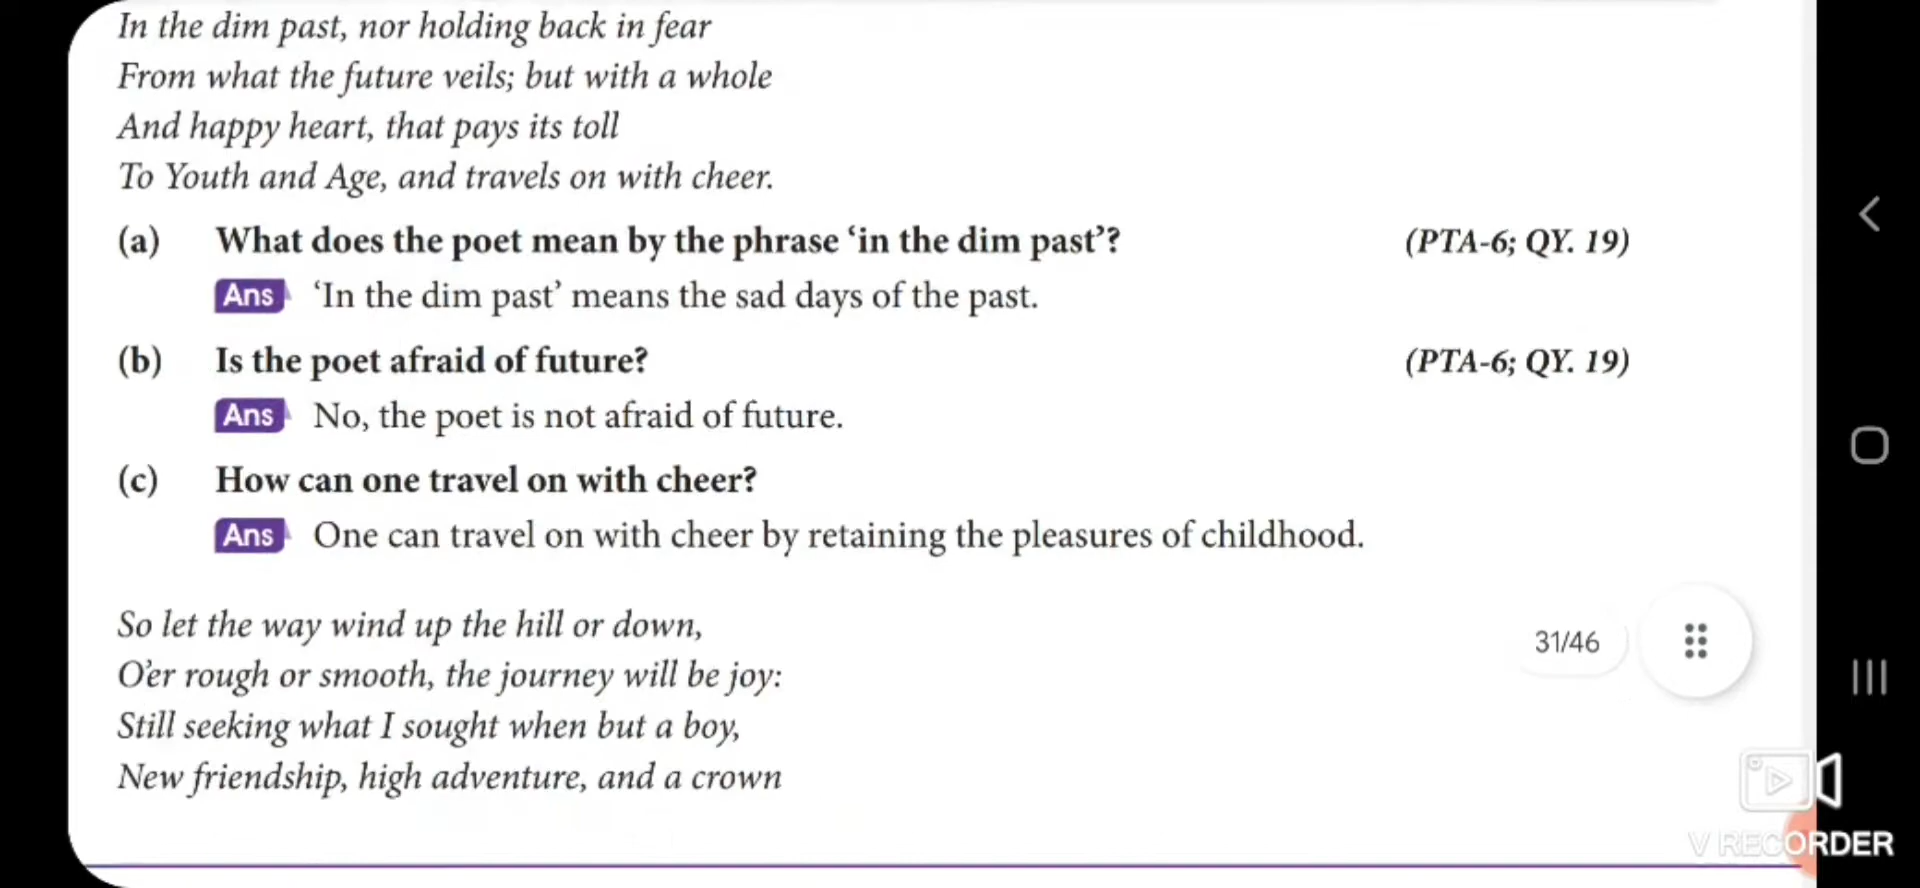 In the dim past, nor holding back in fear
From what the future veils; but with a whole
And happy heart, that pays its toll
To Youth and Age, and travels on with cheer.
(a) What does the poet mean by the phrase ‘in the dim past’? (PTA-6; QY. 19)
Ans ‘In the dim past’ means the sad days of the past.
(b) Is the poet afraid of future? (PTA-6; QY. 19)
Ans No, the poet is not afraid of future.
(c) How can one travel on with cheer?
Ans One can travel on with cheer by retaining the pleasures of childhood.
So let the way wind up the hill or down,
O’er rough or smooth, the journey will be joy:
31/46
Still seeking what I sought when but a boy,
New friendship, high adventure, and a crown
V RECORDER